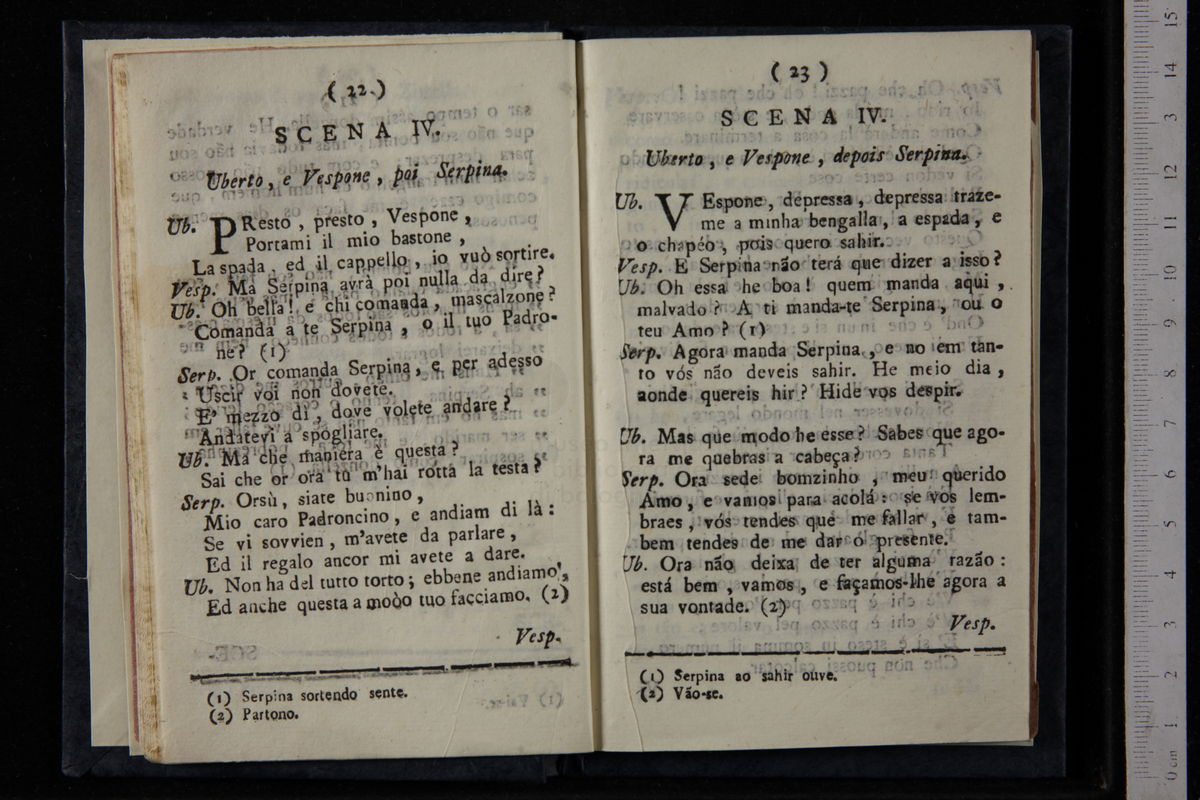 ( 22 )
SCENA IV.
Uberto, e Vespone, poi Serpina.
Ub. PResto, presto, Vespone,
Portami il mio bastone,
La spada, ed il cappello, io vuò sortire.
Vesp. Ma Serpina avrà poi nulla da dire?
Ub. Oh bella! e chi comanda, mascalzone?
Comanda a te Serpina, o il tuo Padro-
ne? (1)
Serp. Or comanda Serpina, e per adesso
Uscir voi non dovete.
E' mezzo dì, dove volete andare?
Andatevi a spogliare.
Ub. Ma che maniera è questa?
Sai che or ora tu m'hai rotta la testa?
Serp. Orsù, siate buonino,
Mio caro Padroncino, e andiam di là:
Se vi sovvien, m'avete da parlare,
Ed il regalo ancor mi avete a dare.
Ub. Non ha del tutto torto; ebbene andiamo,
Ed anche questa a modo tuo facciamo. (2)
Vesp.
(1) Serpina sortendo sente.
(2) Partono.
( 23 )
SCENA IV.
Uberto, e Vespone, depois Serpina.
Ub. VEspone, depressa, depressa traze-
me a minha bengalla, a espada, e
o chapéo, pois quero sahir.
Vesp. E Serpina não terá que dizer a isso?
Ub. Oh essa he boa! quem manda aqui,
malvado? A ti manda-te Serpina, ou o
teu Amo? (1)
Serp. Agora manda Serpina, e no em tan-
to vós não deveis sahir. He meio dia,
aonde quereis hir? Hide vos despir.
Ub. Mas que modo he esse? Sabes que ago-
ra me quebras a cabeça?
Serp. Ora sede bomzinho, meu querido
Amo, e vamos para acolá: se vos lem-
braes, vós tendes que me fallar, e tam-
bem tendes de me dar o presente.
Ub. Ora não deixa de ter alguma razão:
está bem, vamos, e façamos-lhe agora a
sua vontade. (2)
Vesp.
(1) Serpina ao sahir ouve.
(2) Vão-se.